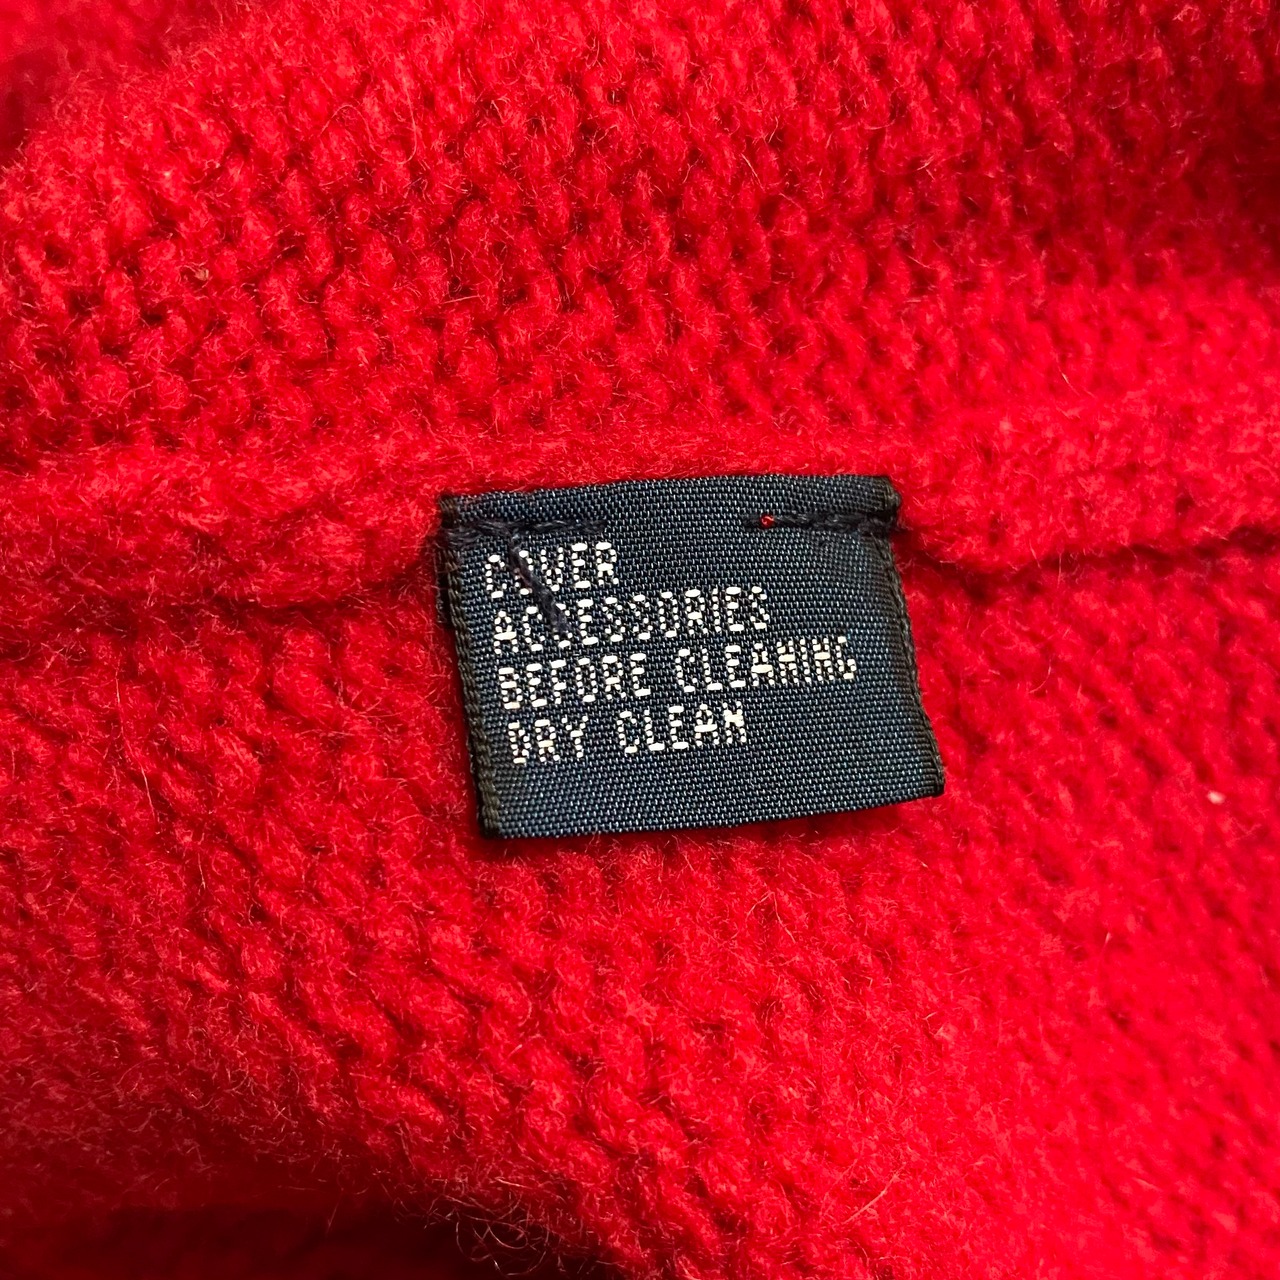 COVER
ACCESSORIES
BEFORE CLEANING
DRY CLEAN